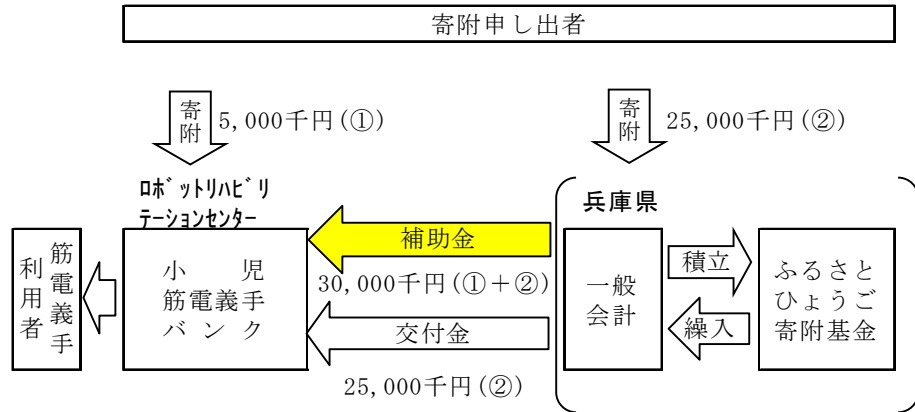 寄附申し出者
寄附
5,000千円(①)
寄附
25,000千円(②)
ﾛﾎﾞｯﾄﾘﾊﾋﾞﾘ
ﾃｰｼｮﾝｾﾝﾀｰ
兵庫県
筋電義手
利用者
小児
筋電義手
バンク
補助金
30,000千円(①＋②)
交付金
25,000千円(②)
一般
会計
積立
繰入
ふるさと
ひょうご
寄附基金